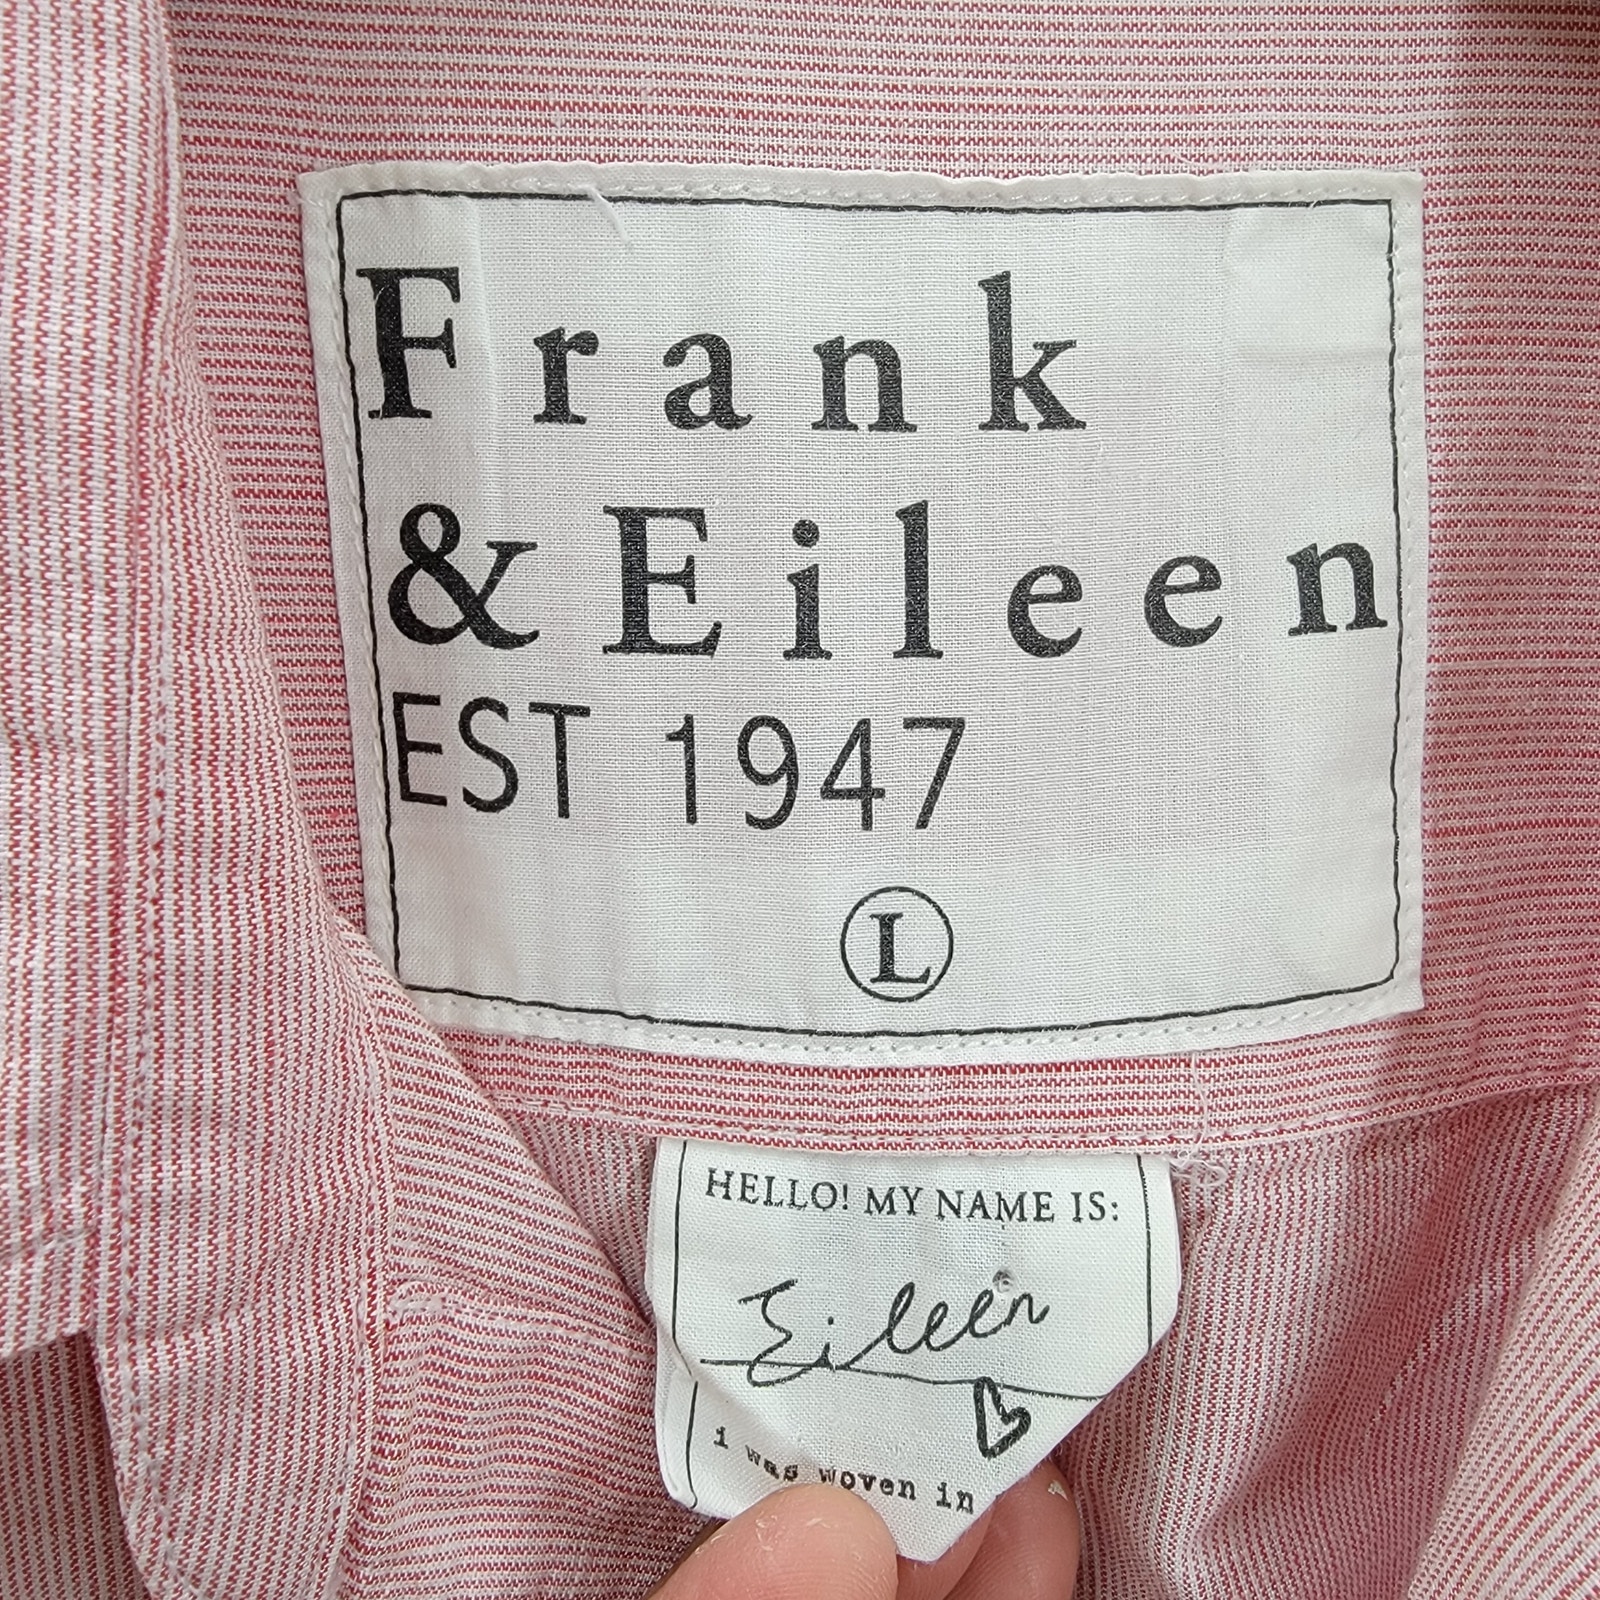 Frank
& Eileen
EST 1947
L
HELLO! MY NAME IS:
Eileen
i was woven in